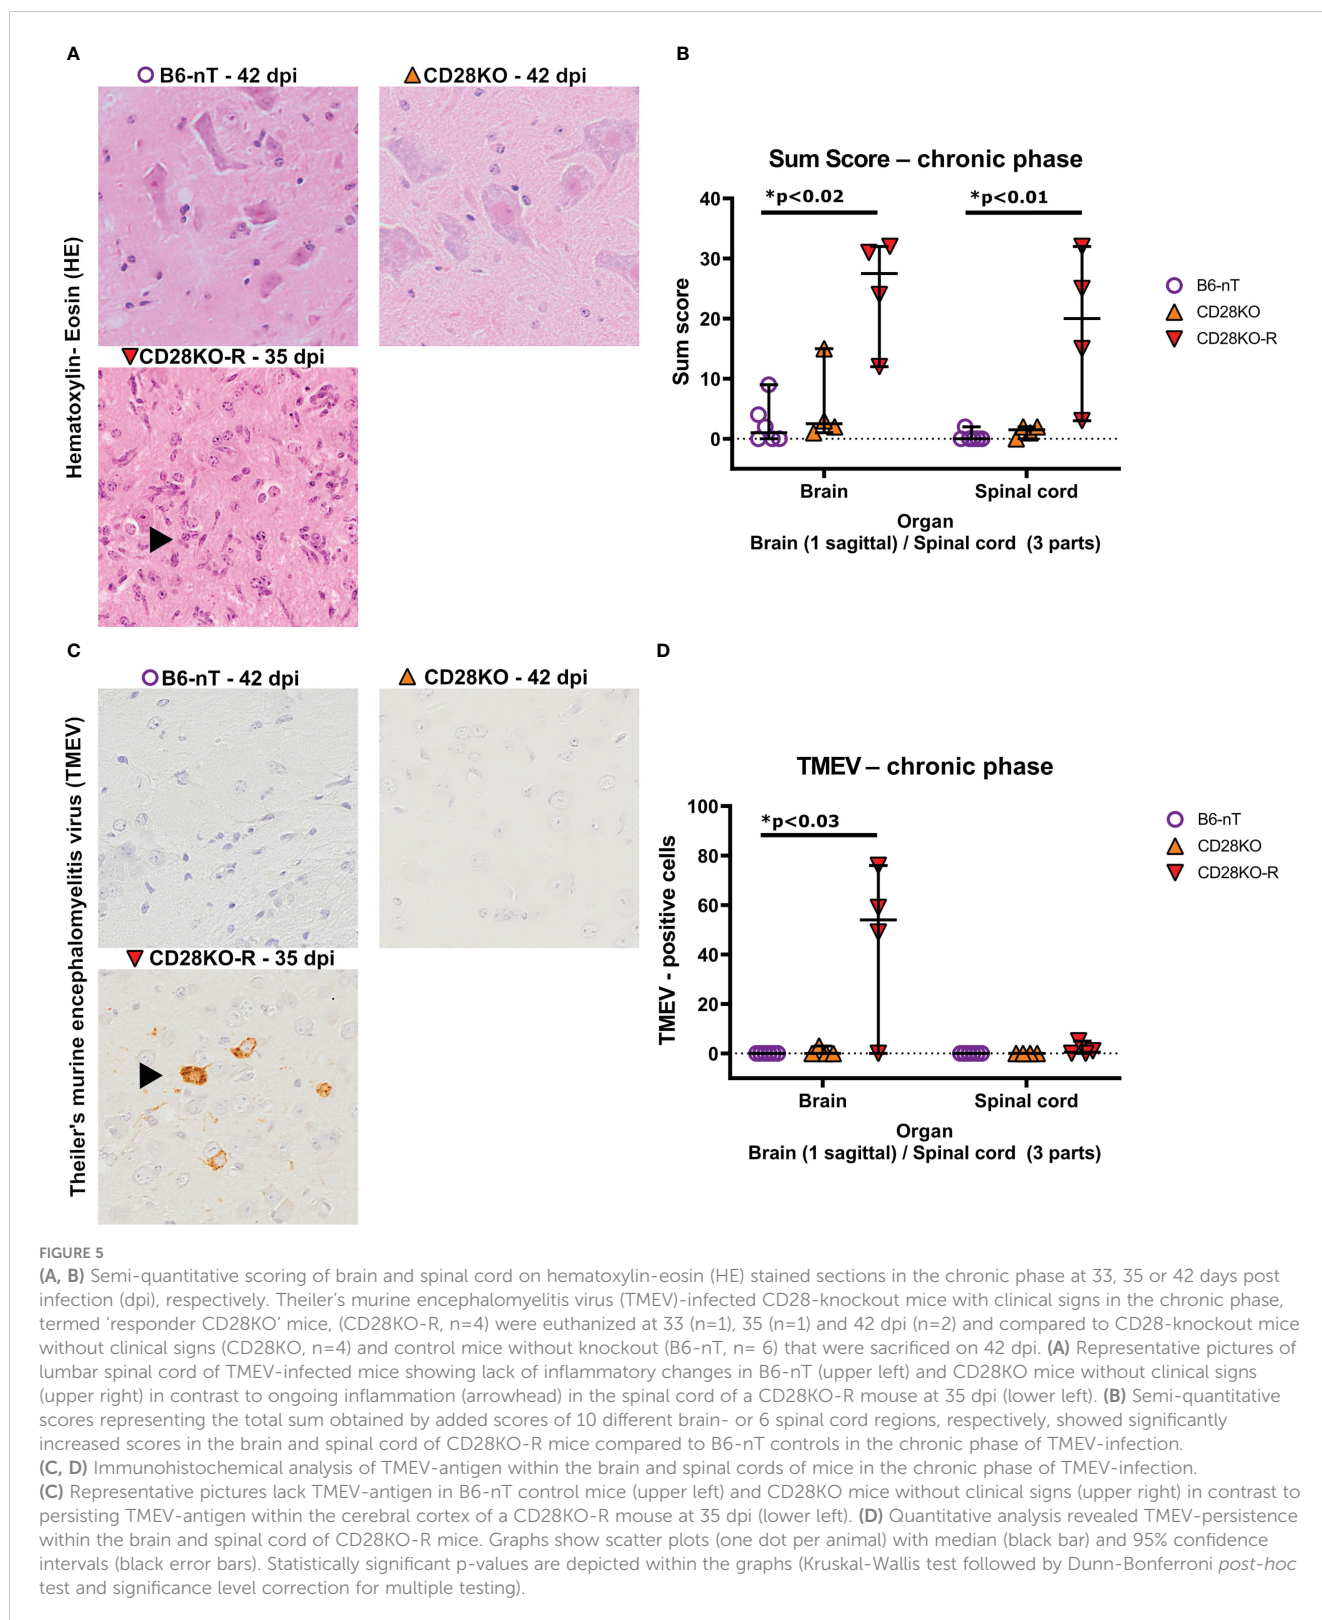 A
B6-nT - 42 dpi
CD28KO - 42 dpi
Hematoxylin- Eosin (HE)
CD28KO-R - 35 dpi
B
Sum Score – chronic phase
*p<0.02
*p<0.01
Sum score
40
30
20
10
0
Brain
Spinal cord
Organ
Brain (1 sagittal) / Spinal cord (3 parts)
B6-nT
CD28KO
CD28KO-R
C
B6-nT - 42 dpi
CD28KO - 42 dpi
Theiler's murine encephalomyelitis virus (TMEV)
CD28KO-R - 35 dpi
D
TMEV – chronic phase
*p<0.03
TMEV - positive cells
100
80
60
40
20
0
Brain
Spinal cord
Organ
Brain (1 sagittal) / Spinal cord (3 parts)
B6-nT
CD28KO
CD28KO-R
FIGURE 5
(A, B) Semi-quantitative scoring of brain and spinal cord on hematoxylin-eosin (HE) stained sections in the chronic phase at 33, 35 or 42 days post
infection (dpi), respectively. Theiler's murine encephalomyelitis virus (TMEV)-infected CD28-knockout mice with clinical signs in the chronic phase,
termed 'responder CD28KO' mice, (CD28KO-R, n=4) were euthanized at 33 (n=1), 35 (n=1) and 42 dpi (n=2) and compared to CD28-knockout mice
without clinical signs (CD28KO, n=4) and control mice without knockout (B6-nT, n= 6) that were sacrificed on 42 dpi. (A) Representative pictures of
lumbar spinal cord of TMEV-infected mice showing lack of inflammatory changes in B6-nT (upper left) and CD28KO mice without clinical signs
(upper right) in contrast to ongoing inflammation (arrowhead) in the spinal cord of a CD28KO-R mouse at 35 dpi (lower left). (B) Semi-quantitative
scores representing the total sum obtained by added scores of 10 different brain- or 6 spinal cord regions, respectively, showed significantly
increased scores in the brain and spinal cord of CD28KO-R mice compared to B6-nT controls in the chronic phase of TMEV-infection.
(C, D) Immunohistochemical analysis of TMEV-antigen within the brain and spinal cords of mice in the chronic phase of TMEV-infection.
(C) Representative pictures lack TMEV-antigen in B6-nT control mice (upper left) and CD28KO mice without clinical signs (upper right) in contrast to
persisting TMEV-antigen within the cerebral cortex of a CD28KO-R mouse at 35 dpi (lower left). (D) Quantitative analysis revealed TMEV-persistence
within the brain and spinal cord of CD28KO-R mice. Graphs show scatter plots (one dot per animal) with median (black bar) and 95% confidence
intervals (black error bars). Statistically significant p-values are depicted within the graphs (Kruskal-Wallis test followed by Dunn-Bonferroni post-hoc
test and significance level correction for multiple testing).